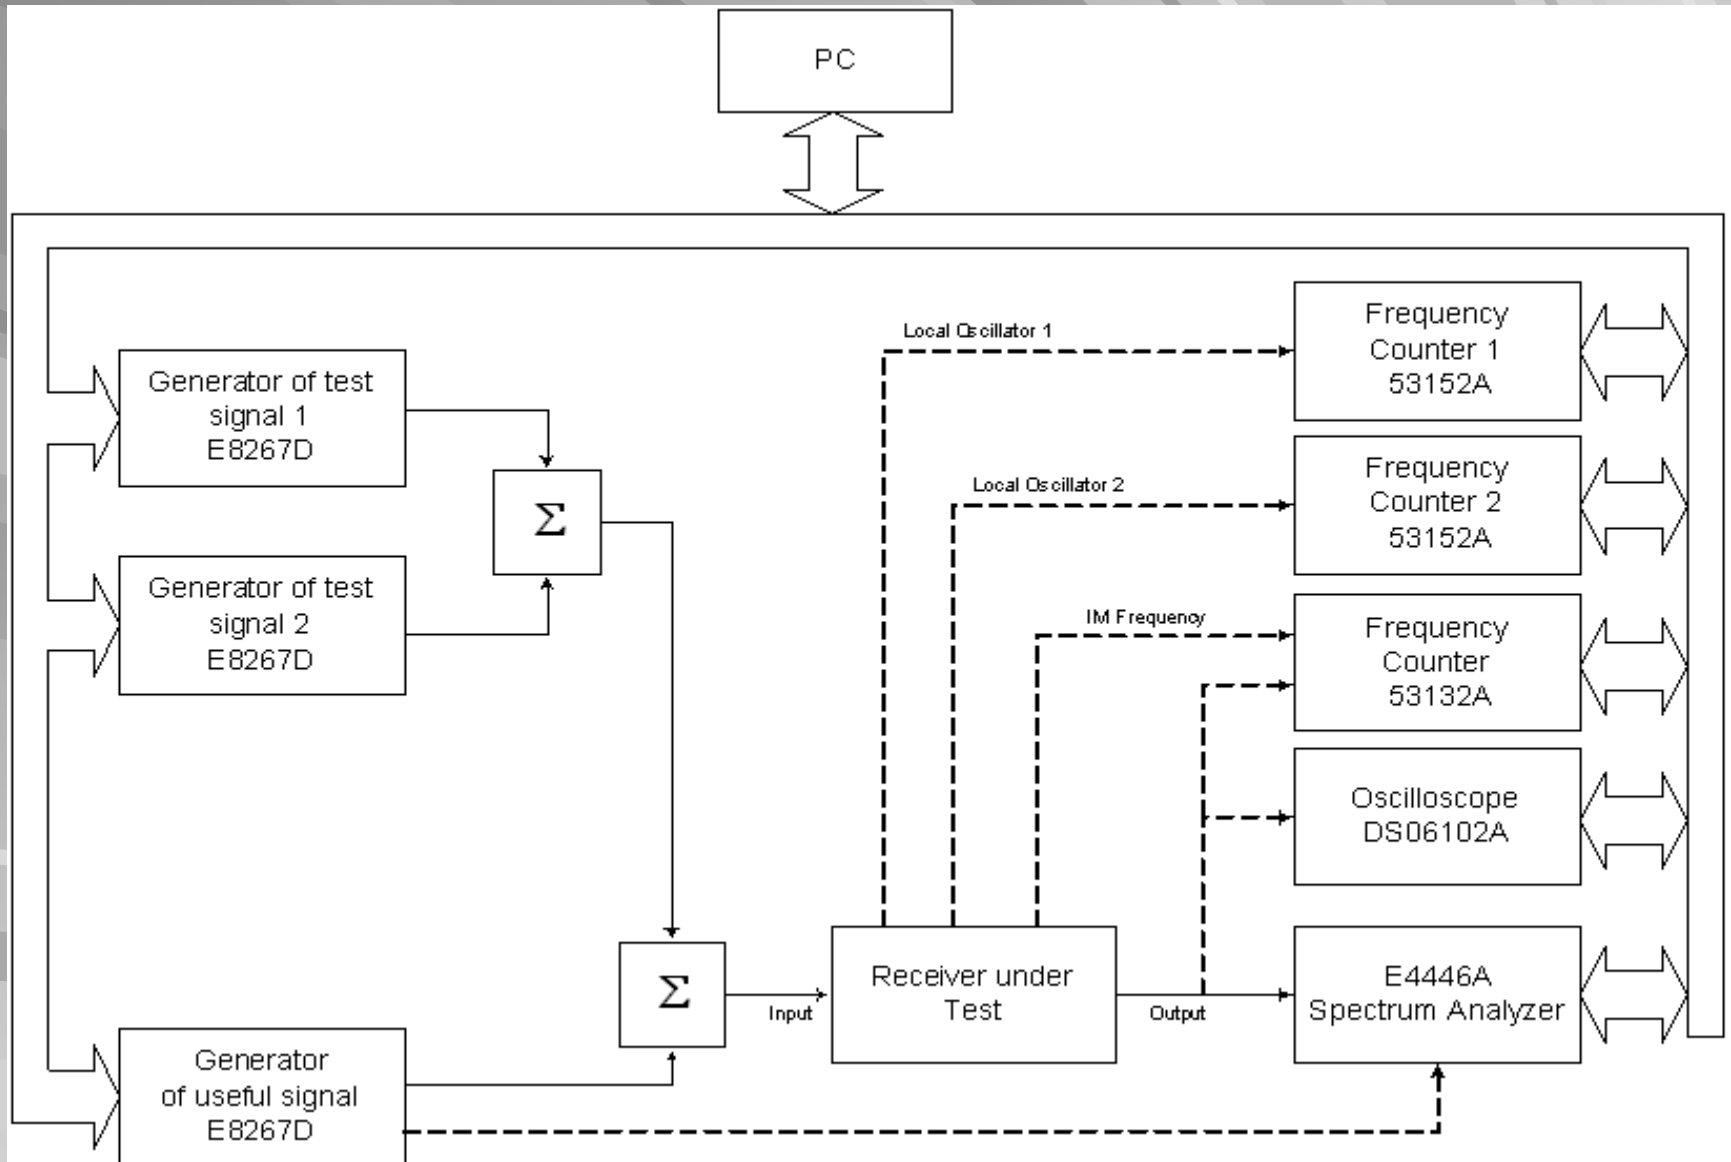 PC
Generator of test
signal 1
E8267D
Σ
Generator of test
signal 2
E8267D
Generator
of useful signal
E8267D
Σ
Input
Receiver under
Test
Output
Local Oscillator 1
Local Oscillator 2
IM Frequency
Frequency
Counter 1
53152A
Frequency
Counter 2
53152A
Frequency
Counter
53132A
Oscilloscope
DS06102A
E4446A
Spectrum Analyzer